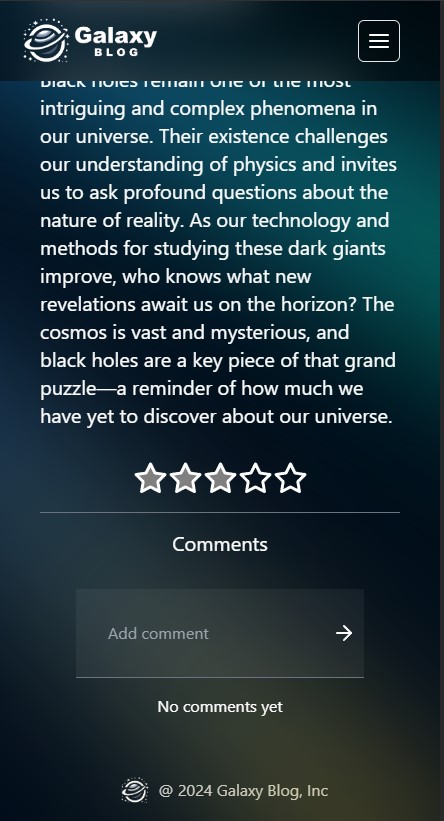 Galaxy
BLOG
Black holes remain one of the most
intriguing and complex phenomena in
our universe. Their existence challenges
our understanding of physics and invites
us to ask profound questions about the
nature of reality. As our technology and
methods for studying these dark giants
improve, who knows what new
revelations await us on the horizon? The
cosmos is vast and mysterious, and
black holes are a key piece of that grand
puzzle—a reminder of how much we
have yet to discover about our universe.
Comments
Add comment
No comments yet
@ 2024 Galaxy Blog, Inc